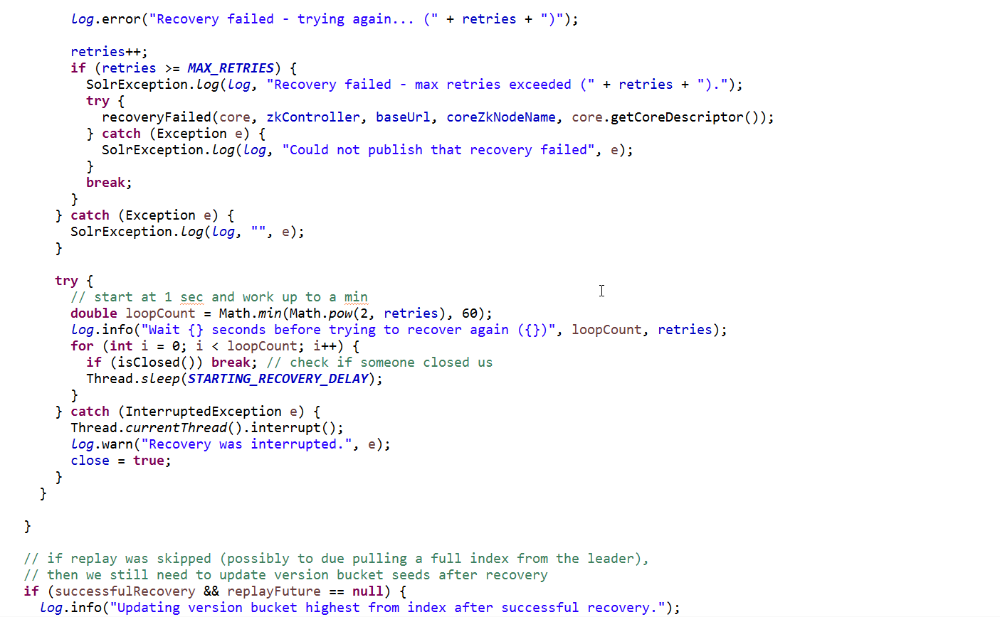 log.error("Recovery failed - trying again... (" + retries + ")");
retries++;
if (retries >= MAX_RETRIES) {
SolrException.log(log, "Recovery failed - max retries exceeded (" + retries + ").");
try {
recoveryFailed(core, zkController, baseUrl, coreZkNodeName, core.getCoreDescriptor());
} catch (Exception e) {
SolrException.log(log, "Could not publish that recovery failed", e);
}
break;
}
} catch (Exception e) {
SolrException.log(log, "", e);
}
try {
// start at 1 sec and work up to a min
double loopCount = Math.min(Math.pow(2, retries), 60);
log.info("Wait {} seconds before trying to recover again ({})", loopCount, retries);
for (int i = 0; i < loopCount; i++) {
if (isClosed()) break; // check if someone closed us
Thread.sleep(STARTING_RECOVERY_DELAY);
}
} catch (InterruptedException e) {
Thread.currentThread().interrupt();
log.warn("Recovery was interrupted.", e);
close = true;
}
}
}
// if replay was skipped (possibly to due pulling a full index from the leader),
// then we still need to update version bucket seeds after recovery
if (successfulRecovery && replayFuture == null) {
log.info("Updating version bucket highest from index after successful recovery.");